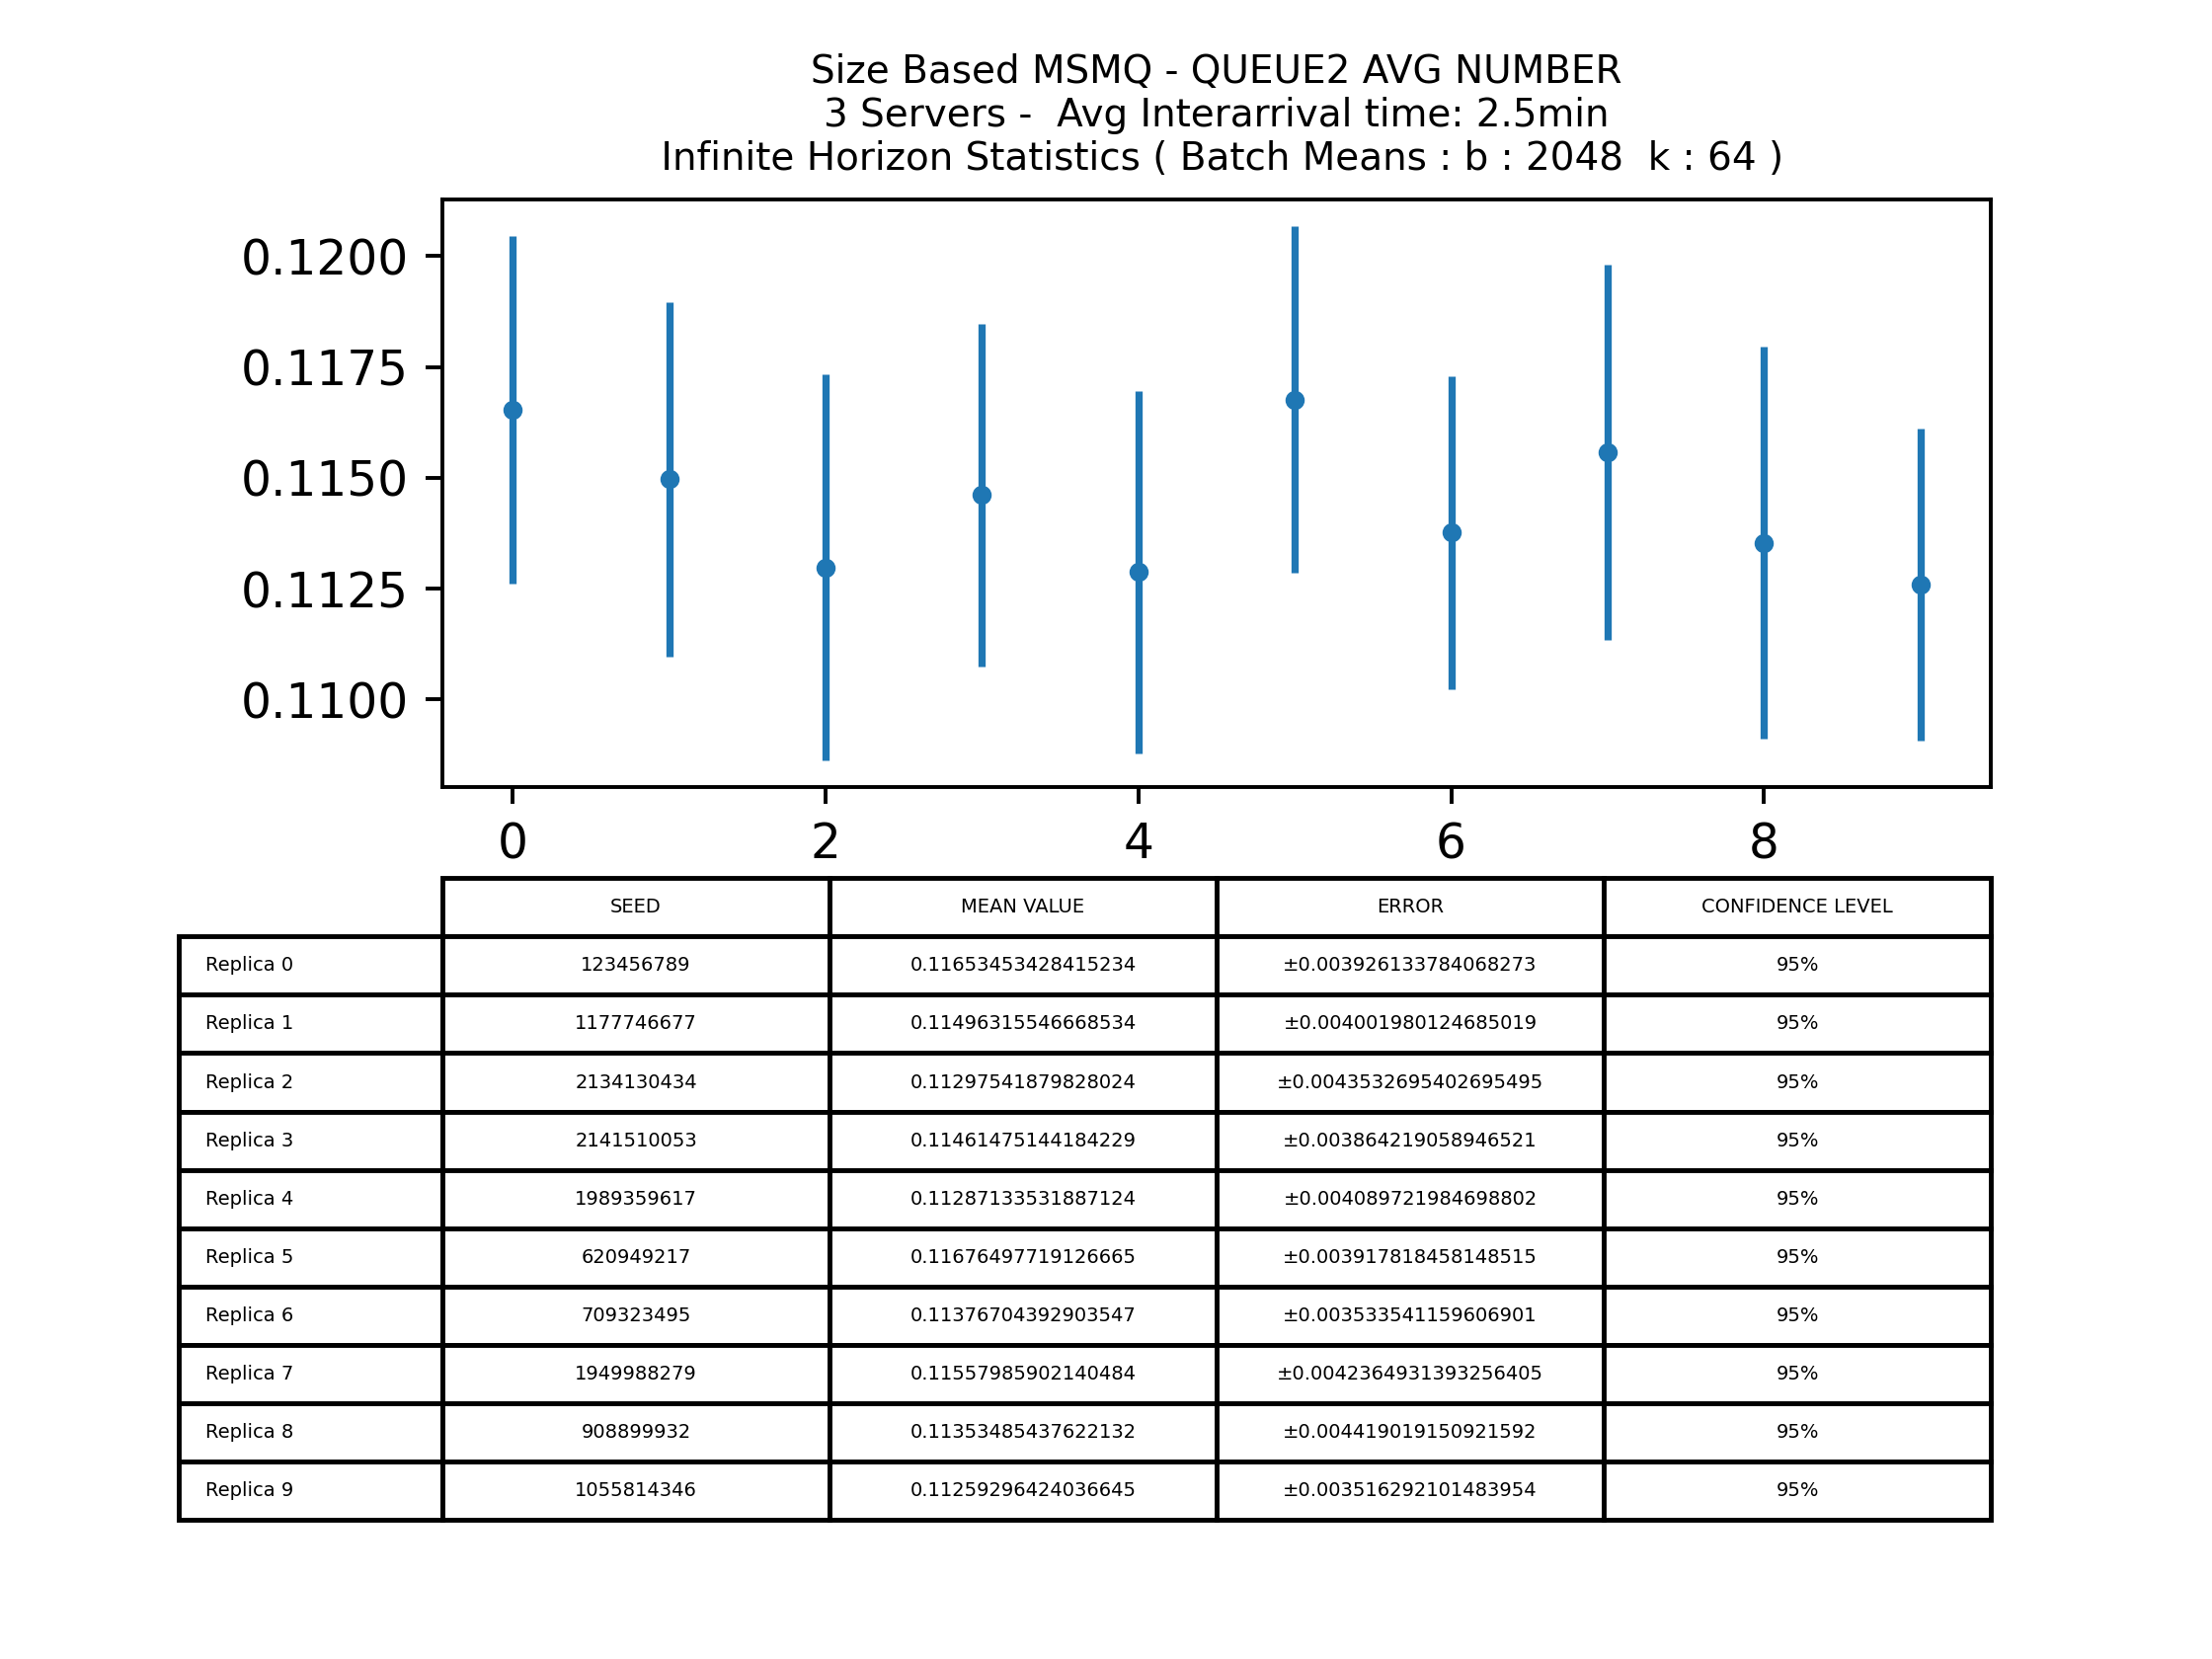 Size Based MSMQ - QUEUE2 AVG NUMBER
3 Servers -  Avg Interarrival time: 2.5min
Infinite Horizon Statistics ( Batch Means : b : 2048  k : 64 )
0.1200
0.1175
0.1150
0.1125
0.1100
0 2 4 6 8
SEED MEAN VALUE ERROR CONFIDENCE LEVEL
Replica 0 123456789 0.11653453428415234 ±0.003926133784068273 95%
Replica 1 1177746677 0.11496315546668534 ±0.004001980124685019 95%
Replica 2 2134130434 0.11297541879828024 ±0.0043532695402695495 95%
Replica 3 2141510053 0.11461475144184229 ±0.003864219058946521 95%
Replica 4 1989359617 0.11287133531887124 ±0.004089721984698802 95%
Replica 5 620949217 0.11676497719126665 ±0.003917818458148515 95%
Replica 6 709323495 0.11376704392903547 ±0.003533541159606901 95%
Replica 7 1949988279 0.11557985902140484 ±0.0042364931393256405 95%
Replica 8 908899932 0.11353485437622132 ±0.004419019150921592 95%
Replica 9 1055814346 0.11259296424036645 ±0.003516292101483954 95%